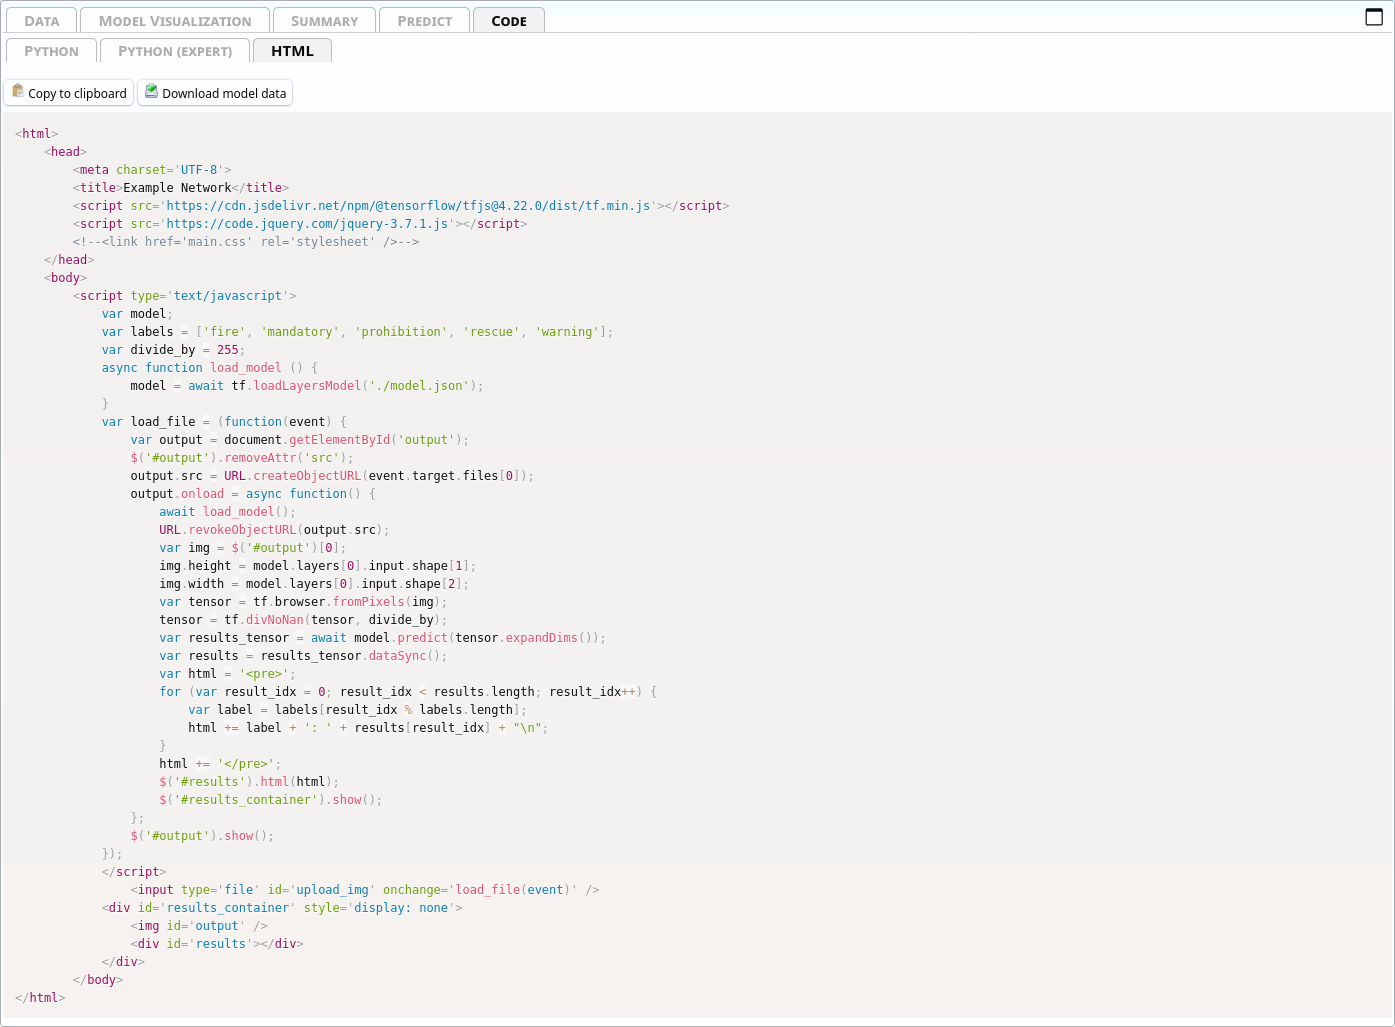 DATA MODEL VISUALIZATION SUMMARY PREDICT CODE
PYTHON PYTHON (EXPERT) HTML
Copy to clipboard Download model data
<html>
    <head>
        <meta charset='UTF-8'>
        <title>Example Network</title>
        <script src='https://cdn.jsdelivr.net/npm/@tensorflow/tfjs@4.22.0/dist/tf.min.js'></script>
        <script src='https://code.jquery.com/jquery-3.7.1.js'></script>
        <!--<link href='main.css' rel='stylesheet' />-->
    </head>
    <body>
        <script type='text/javascript'>
            var model;
            var labels = ['fire', 'mandatory', 'prohibition', 'rescue', 'warning'];
            var divide_by = 255;
            async function load_model () {
                model = await tf.loadLayersModel('./model.json');
            }
            var load_file = (function(event) {
                var output = document.getElementById('output');
                $('#output').removeAttr('src');
                output.src = URL.createObjectURL(event.target.files[0]);
                output.onload = async function() {
                    await load_model();
                    URL.revokeObjectURL(output.src);
                    var img = $('#output')[0];
                    img.height = model.layers[0].input.shape[1];
                    img.width = model.layers[0].input.shape[2];
                    var tensor = tf.browser.fromPixels(img);
                    tensor = tf.divNoNan(tensor, divide_by);
                    var results_tensor = await model.predict(tensor.expandDims());
                    var results = results_tensor.dataSync();
                    var html = '<pre>';
                    for (var result_idx = 0; result_idx < results.length; result_idx++) {
                        var label = labels[result_idx % labels.length];
                        html += label + ': ' + results[result_idx] + "\n";
                    }
                    html += '</pre>';
                    $('#results').html(html);
                    $('#results_container').show();
                };
                $('#output').show();
            });
            </script>
                <input type='file' id='upload_img' onchange='load_file(event)' />
            <div id='results_container' style='display: none'>
                <img id='output' />
                <div id='results'></div>
            </div>
        </body>
</html>